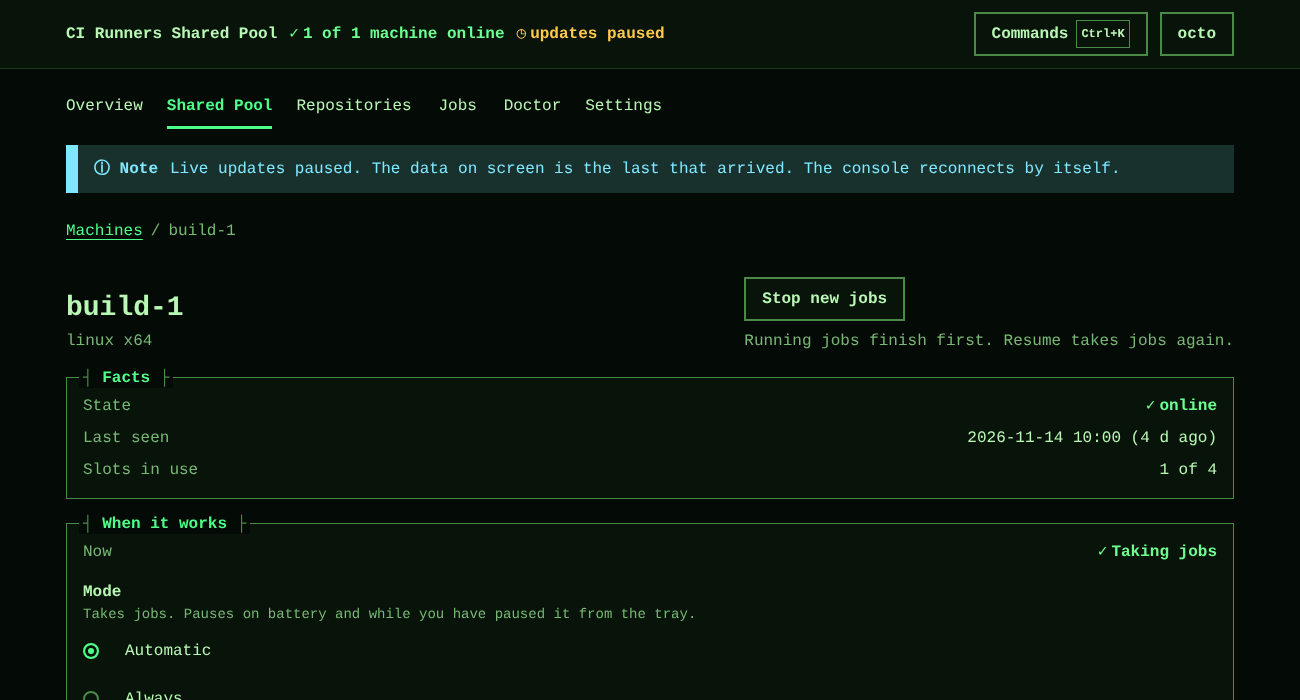 CI Runners Shared Pool ✓ 1 of 1 machine online ◷ updates paused Commands Ctrl+K octo
Overview Shared Pool Repositories Jobs Doctor Settings
ⓘ Note Live updates paused. The data on screen is the last that arrived. The console reconnects by itself.
Machines / build-1
Stop new jobs
build-1
linux x64 Running jobs finish first. Resume takes jobs again.
┤ Facts ├
State ✓ online
Last seen 2026-11-14 10:00 (4 d ago)
Slots in use 1 of 4
┤ When it works ├
Now ✓ Taking jobs
Mode
Takes jobs. Pauses on battery and while you have paused it from the tray.
Automatic
Always